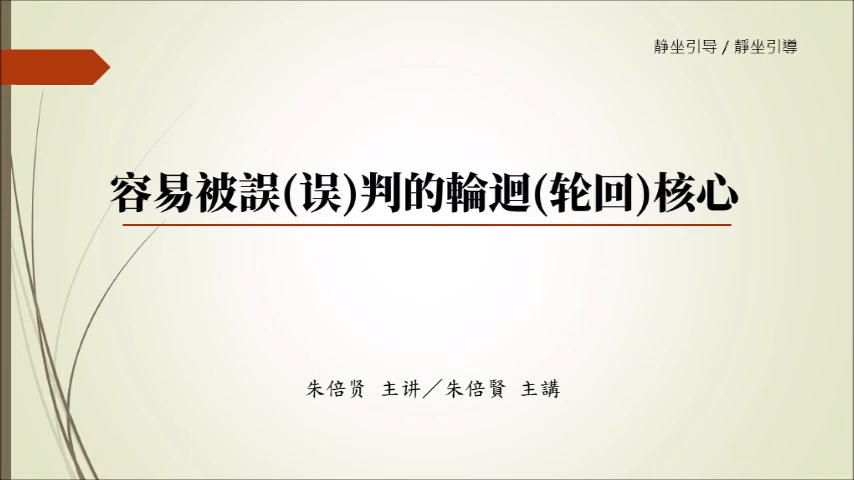 静坐引导 / 靜坐引導
容易被誤(误)判的輪迴(轮回)核心
朱倍贤 主讲／朱倍賢 主講